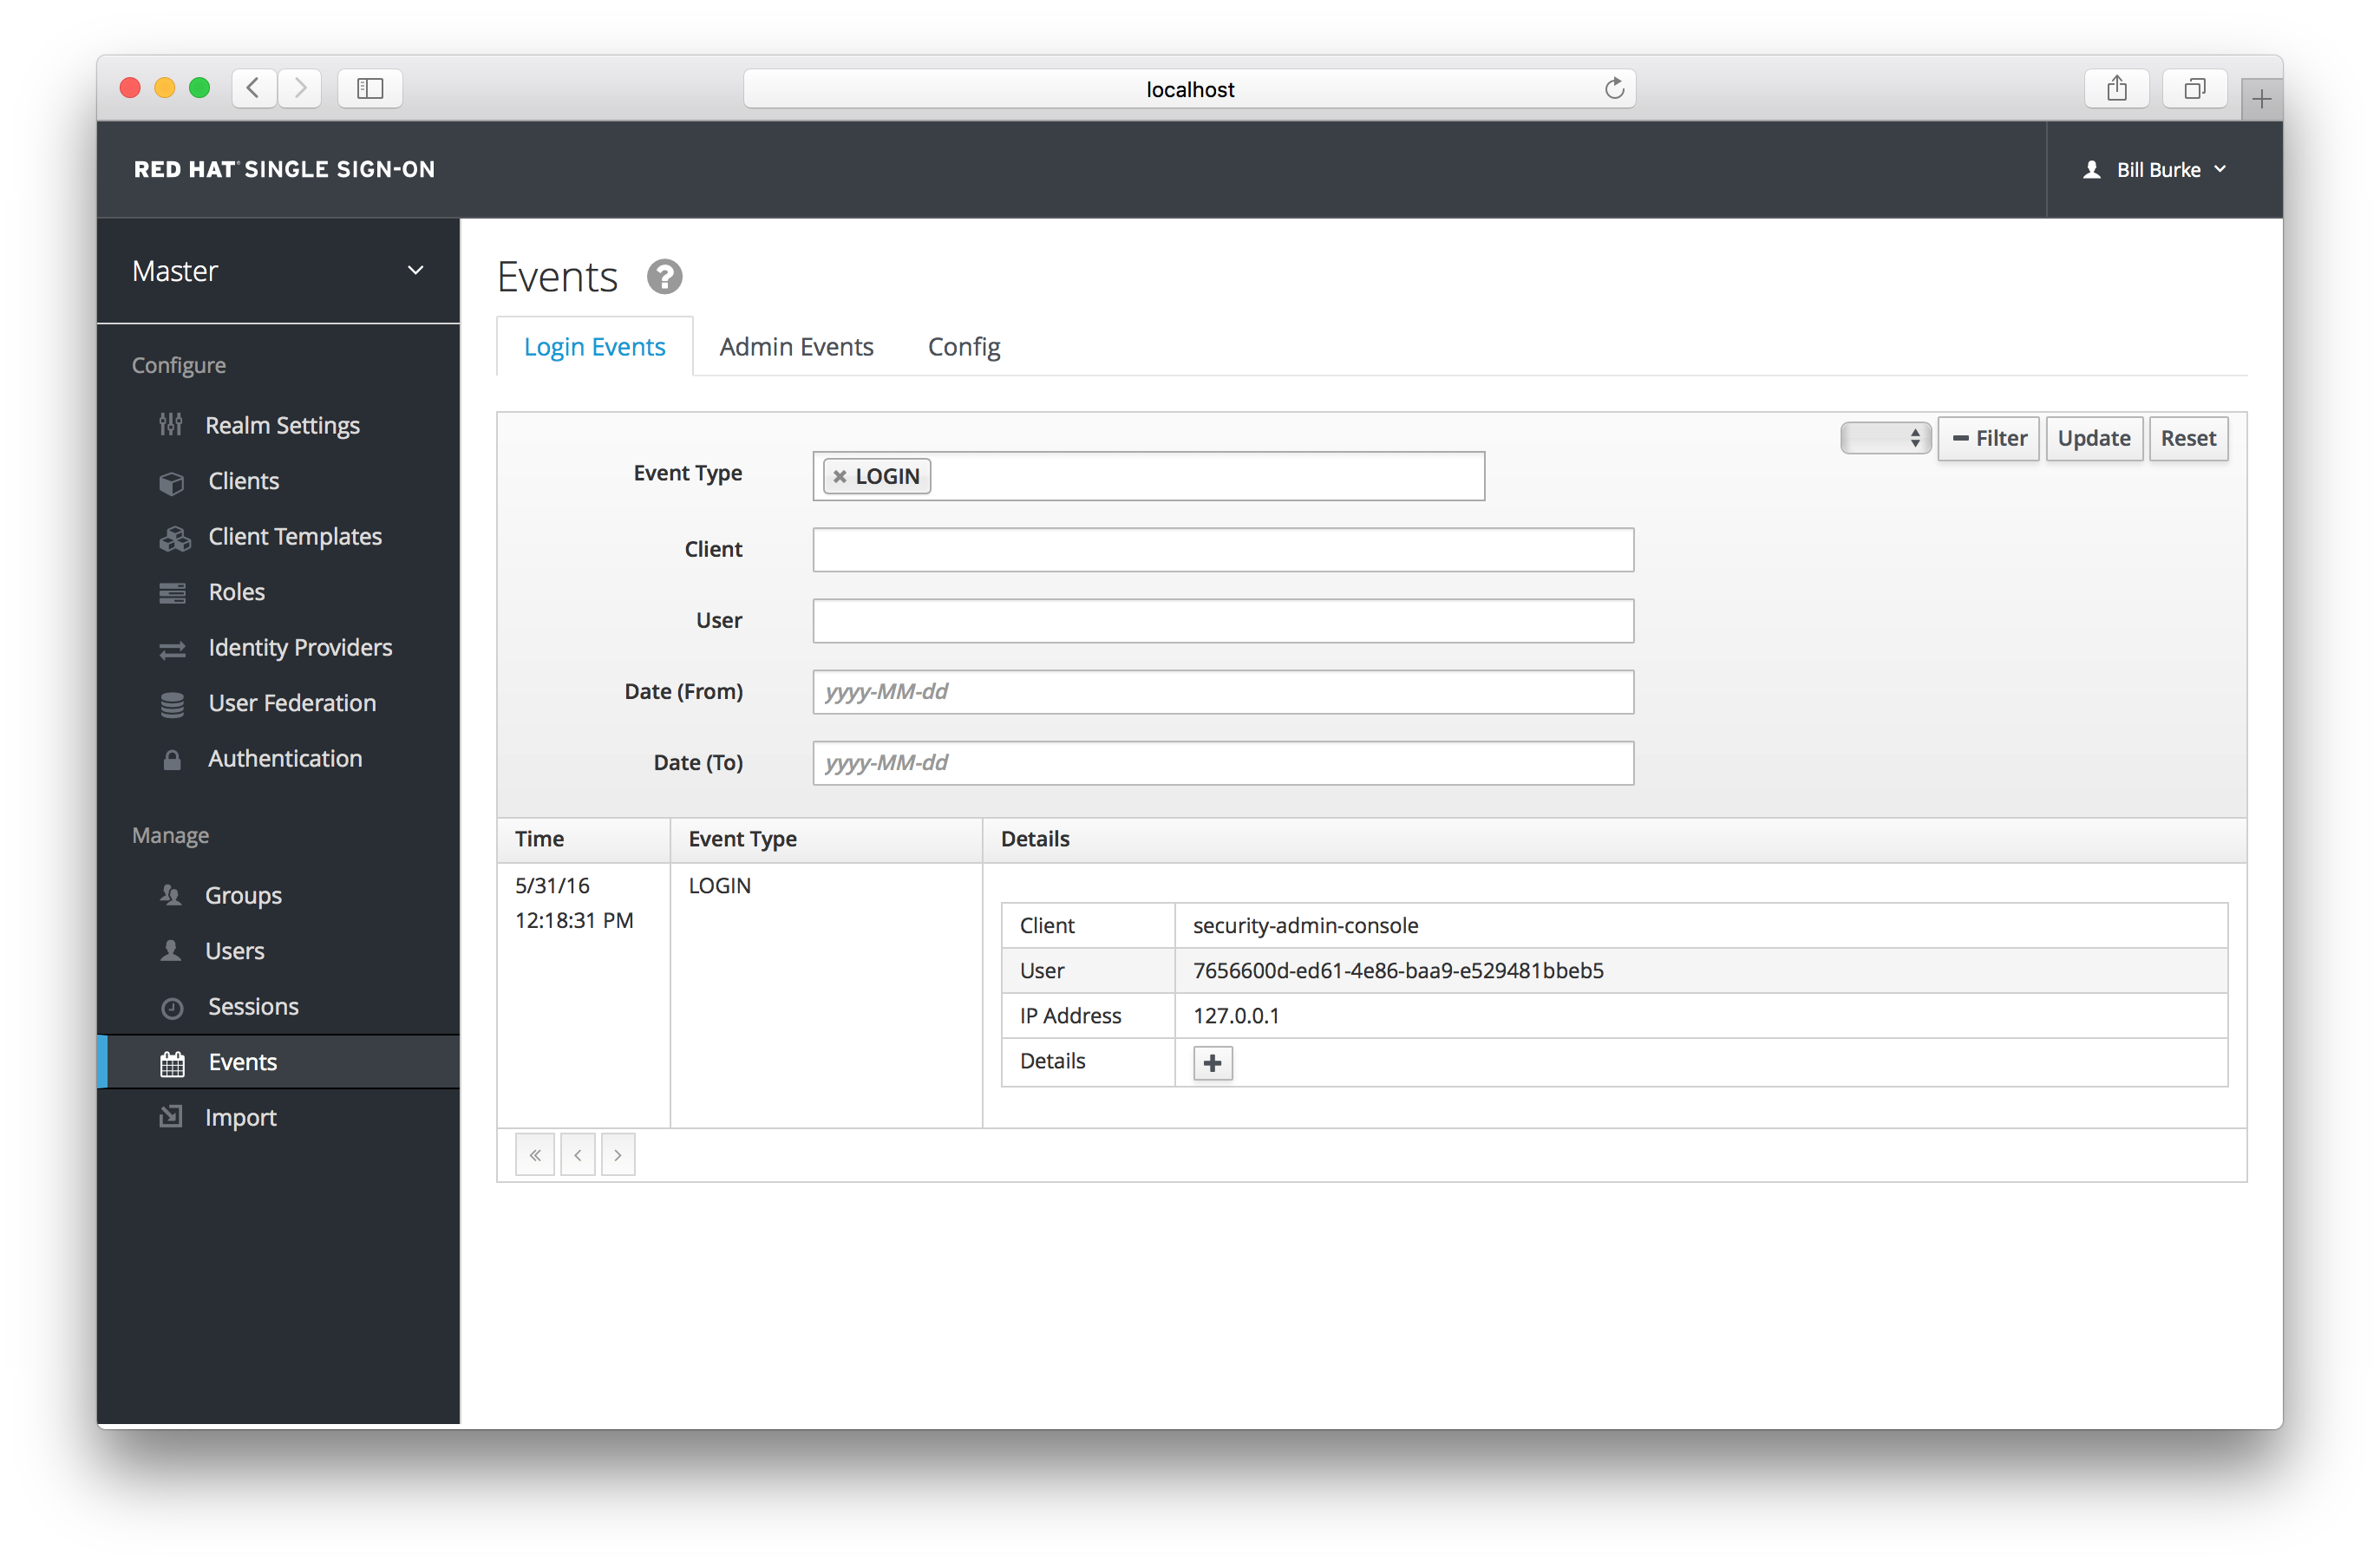 localhost
RED HAT® SINGLE SIGN-ON
Bill Burke
Master
Configure
Realm Settings
Clients
Client Templates
Roles
Identity Providers
User Federation
Authentication
Manage
Groups
Users
Sessions
Events
Import
Events ?
Login Events Admin Events Config
Filter Update Reset
Event Type LOGIN
Client
User
Date (From) yyyy-MM-dd
Date (To) yyyy-MM-dd
Time Event Type Details
5/31/16 LOGIN
12:18:31 PM
Client security-admin-console
User 7656600d-ed61-4e86-baa9-e529481bbeb5
IP Address 127.0.0.1
Details